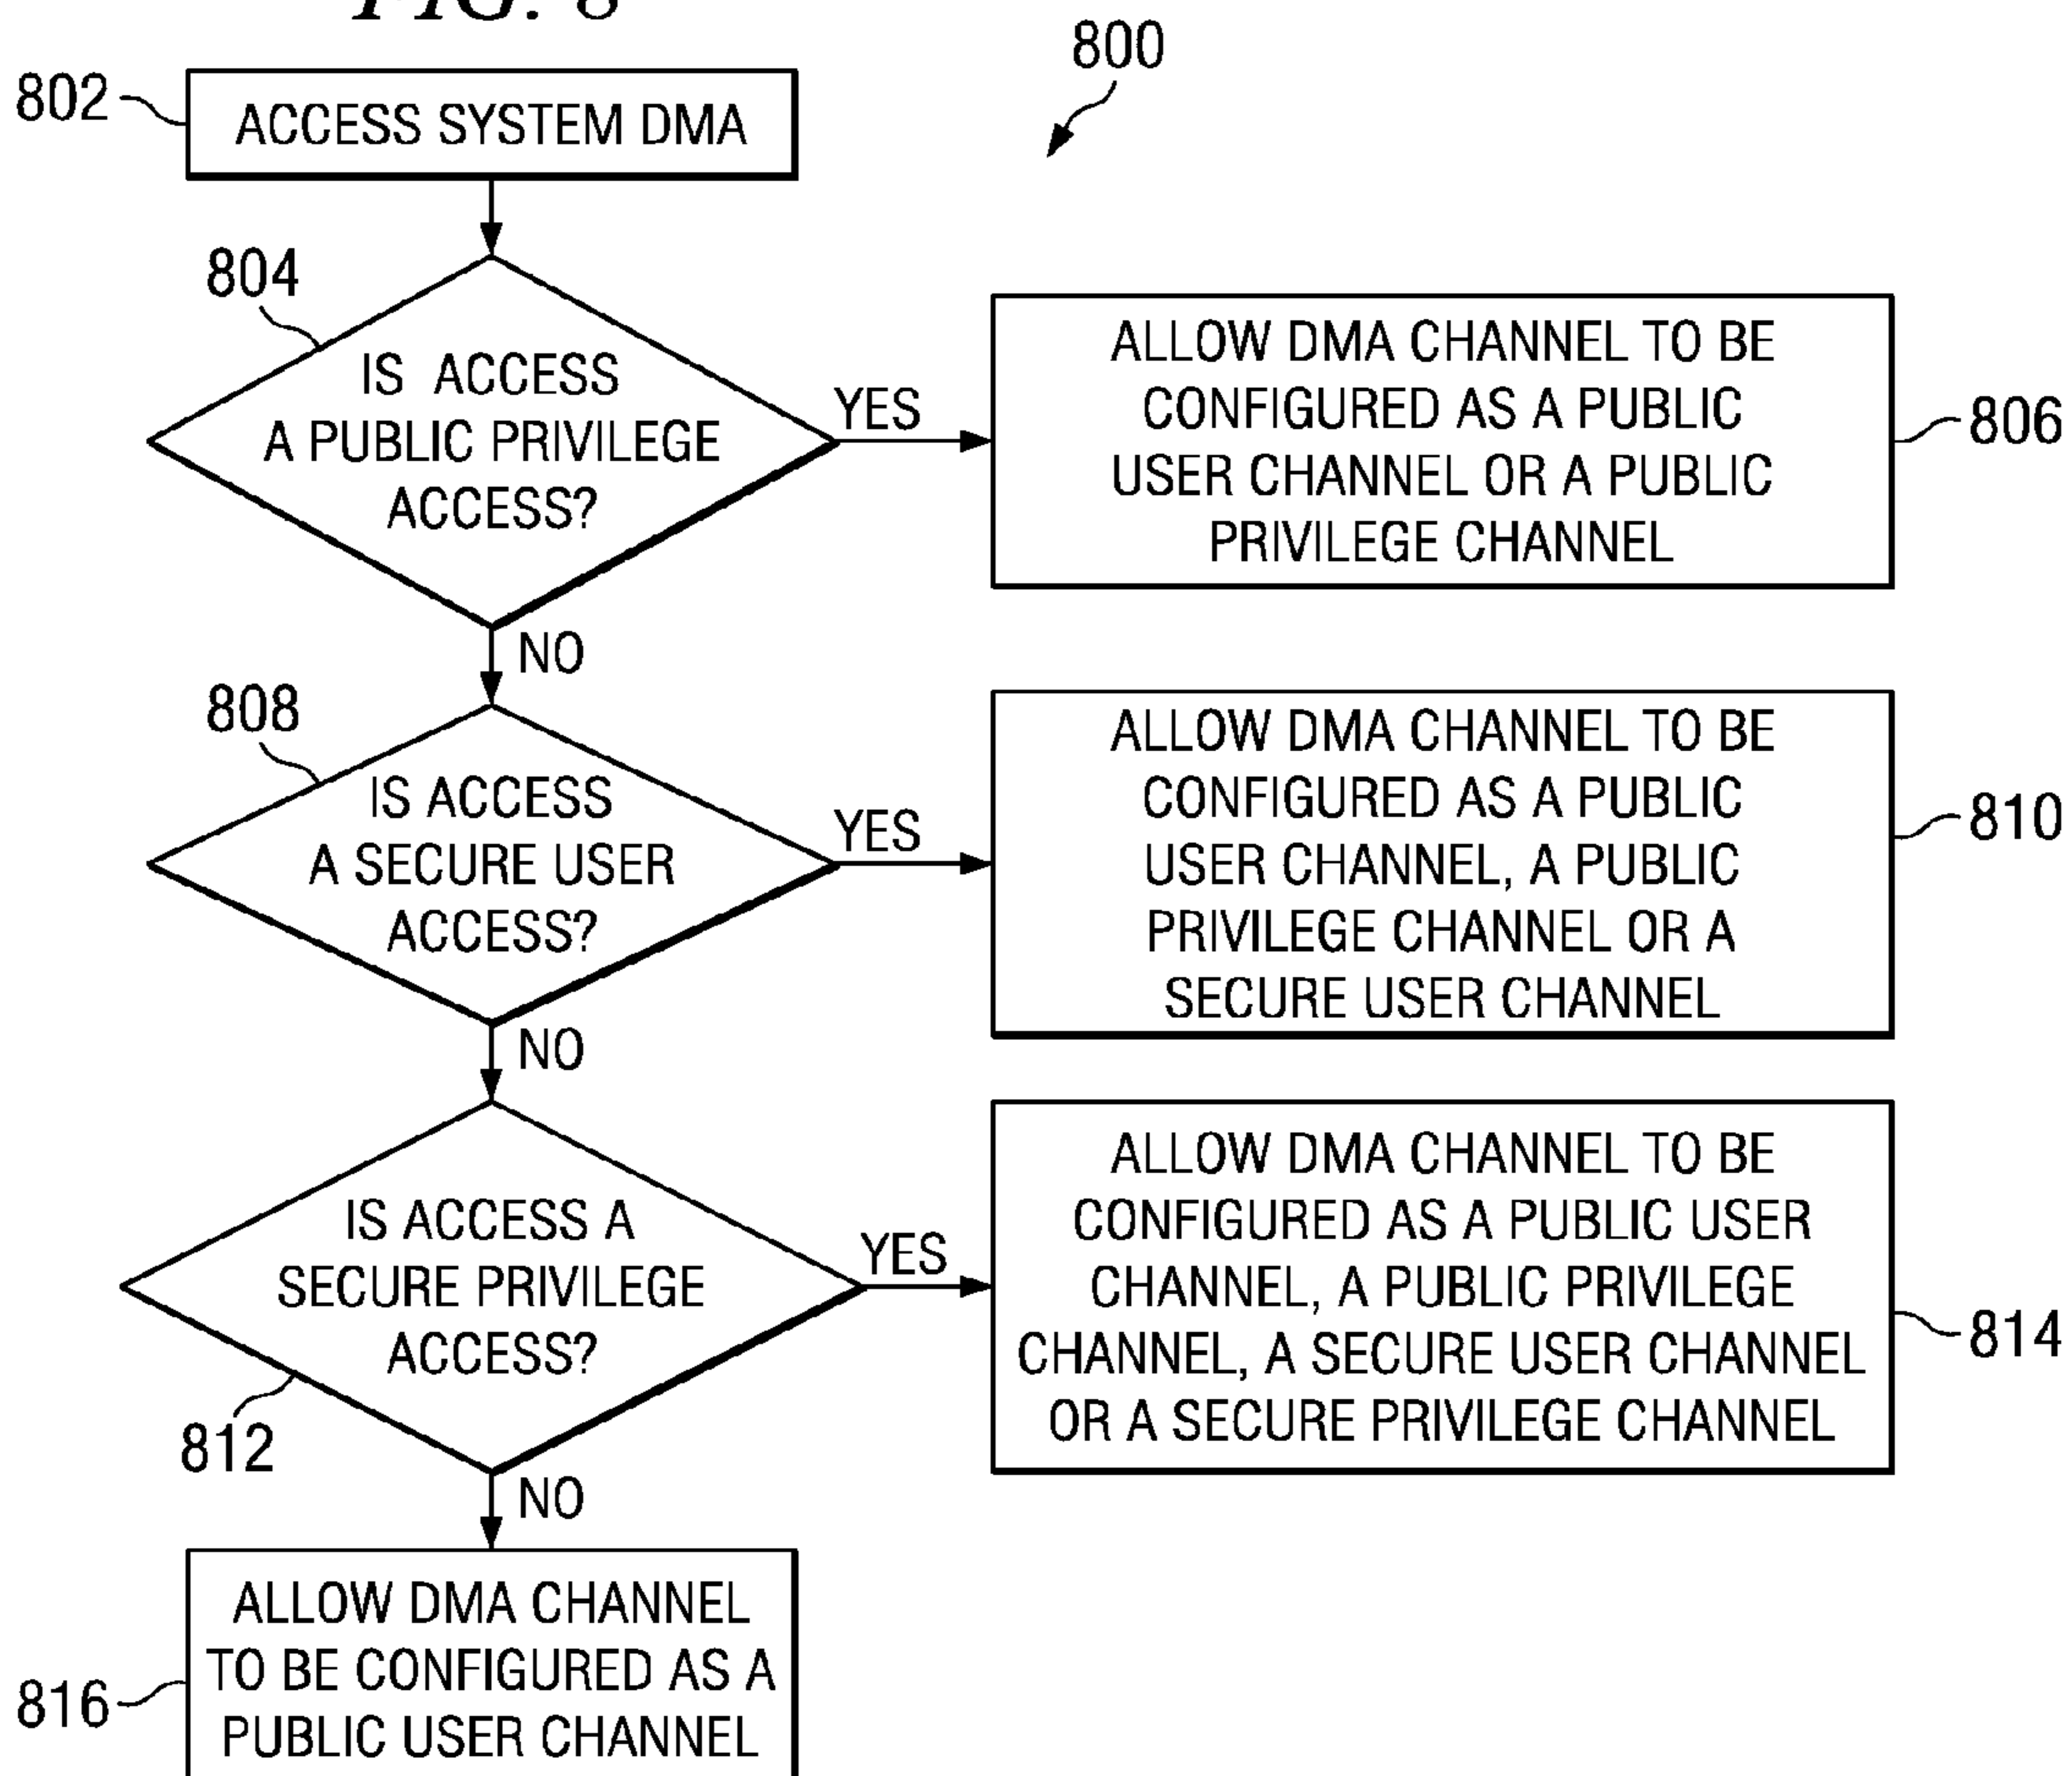 FIG. 8
800
802
ACCESS SYSTEM DMA
804
IS ACCESS
A PUBLIC PRIVILEGE
ACCESS?
YES
ALLOW DMA CHANNEL TO BE
CONFIGURED AS A PUBLIC
USER CHANNEL OR A PUBLIC
PRIVILEGE CHANNEL
806
NO
808
IS ACCESS
A SECURE USER
ACCESS?
YES
ALLOW DMA CHANNEL TO BE
CONFIGURED AS A PUBLIC
USER CHANNEL, A PUBLIC
PRIVILEGE CHANNEL OR A
SECURE USER CHANNEL
810
NO
IS ACCESS A
SECURE PRIVILEGE
ACCESS?
812
YES
ALLOW DMA CHANNEL TO BE
CONFIGURED AS A PUBLIC USER
CHANNEL, A PUBLIC PRIVILEGE
CHANNEL, A SECURE USER CHANNEL
OR A SECURE PRIVILEGE CHANNEL
814
NO
ALLOW DMA CHANNEL
TO BE CONFIGURED AS A
PUBLIC USER CHANNEL
816